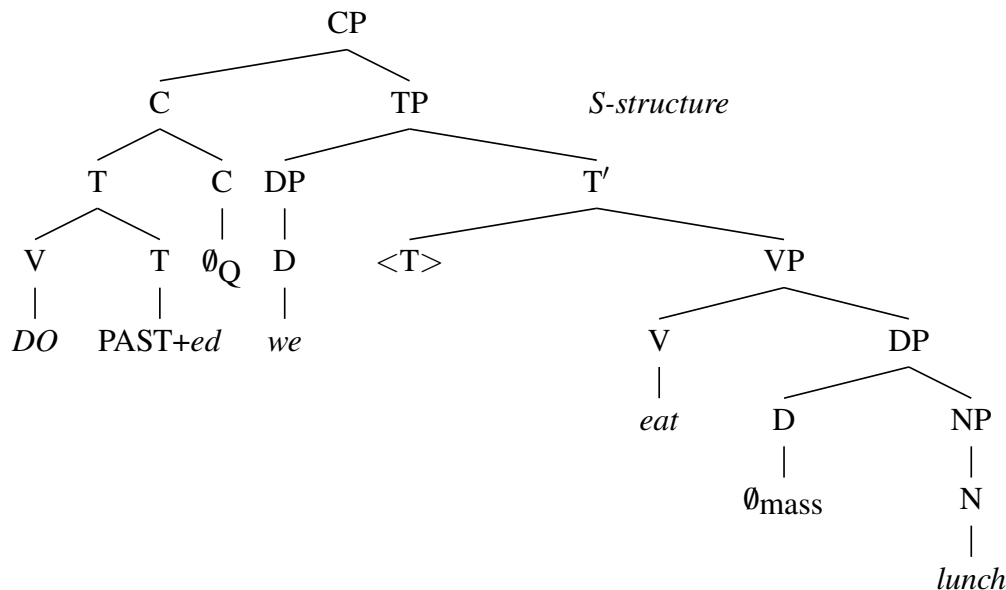 CP
C TP S-structure
T C DP T′
V T ∅Q D <T> VP
DO PAST+ed we V DP
eat D NP
∅mass N
lunch